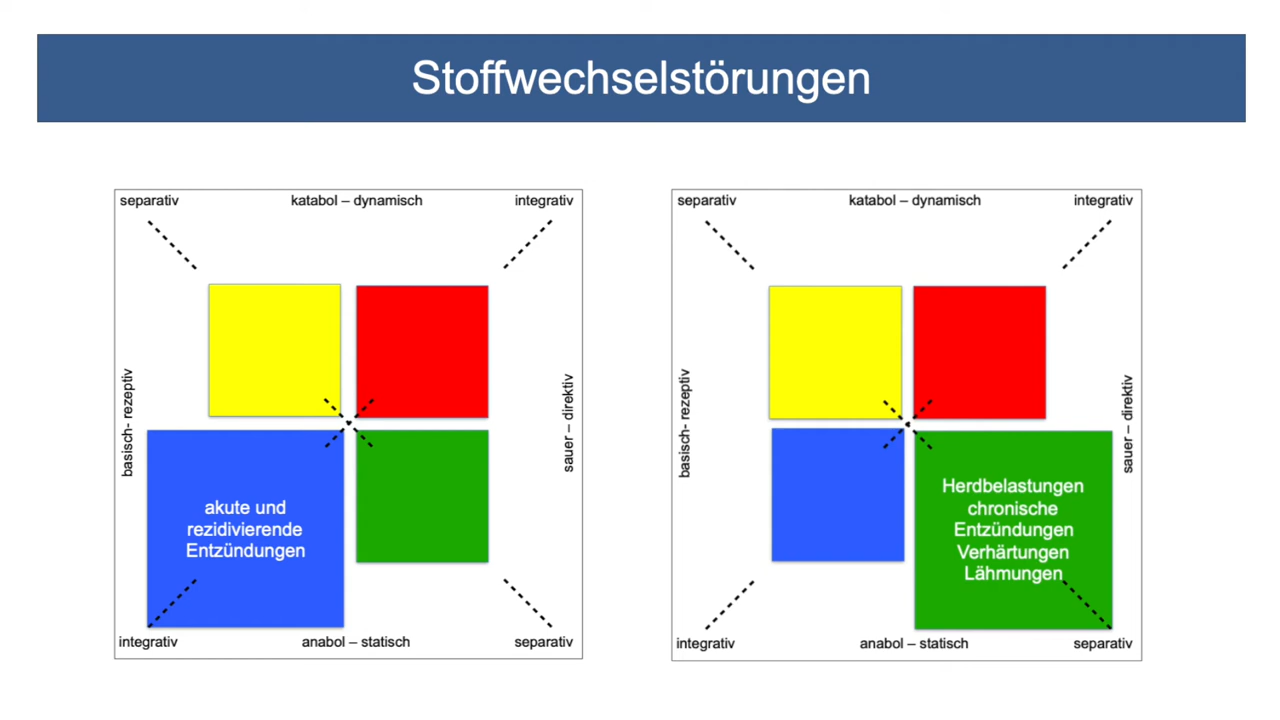 Stoffwechselstörungen
separativ
katabol – dynamisch
integrativ
basisch- rezeptiv
sauer – direktiv
akute und
rezidivierende
Entzündungen
integrativ
anabol – statisch
separativ
separativ
katabol – dynamisch
integrativ
basisch- rezeptiv
sauer – direktiv
Herdbelastungen
chronische
Entzündungen
Verhärtungen
Lähmungen
integrativ
anabol – statisch
separativ